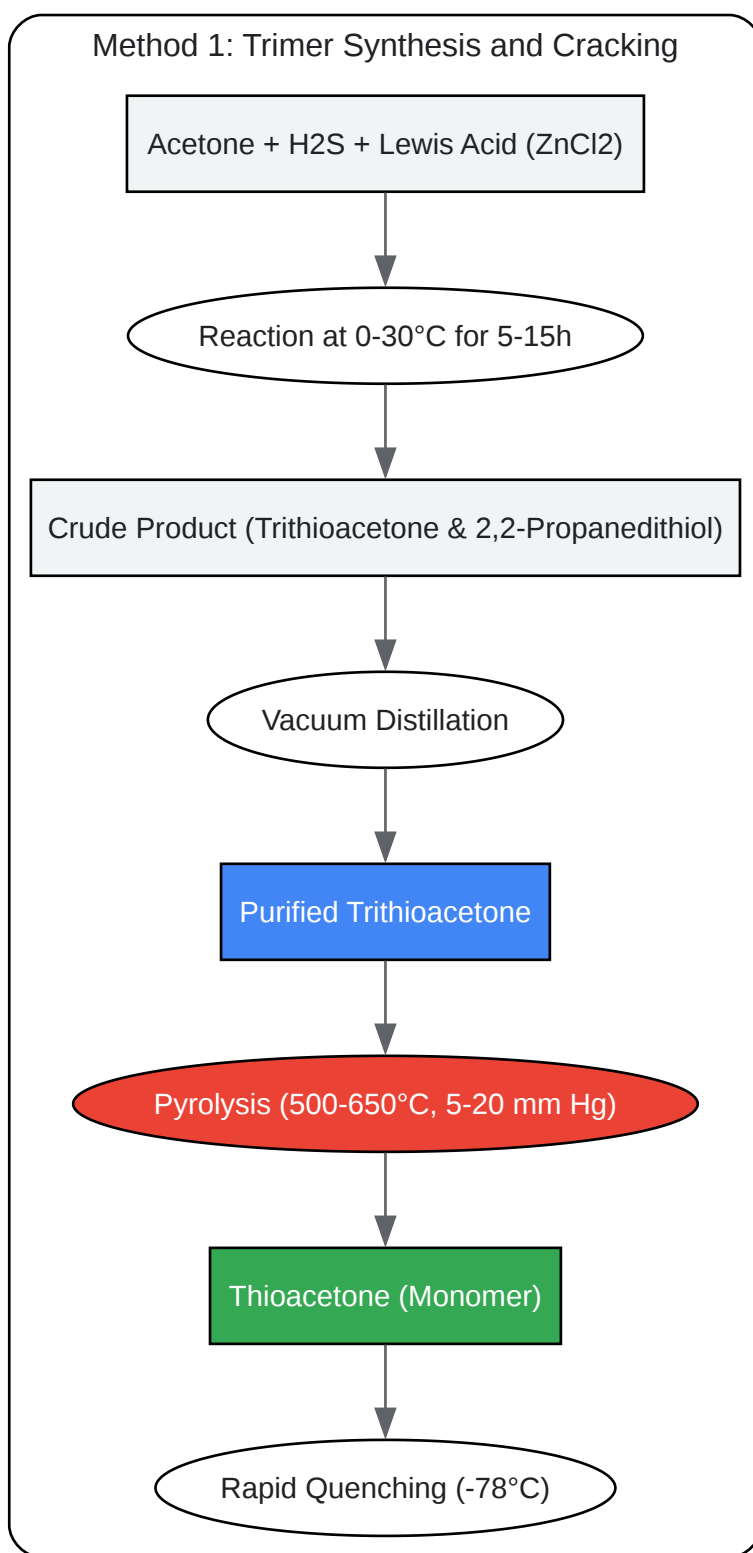 Method 1: Trimer Synthesis and Cracking
Acetone + H2S + Lewis Acid (ZnCl2)
Reaction at 0-30°C for 5-15h
Crude Product (Trithioacetone & 2,2-Propanedithiol)
Vacuum Distillation
Purified Trithioacetone
Pyrolysis (500-650°C, 5-20 mm Hg)
Thioacetone (Monomer)
Rapid Quenching (-78°C)